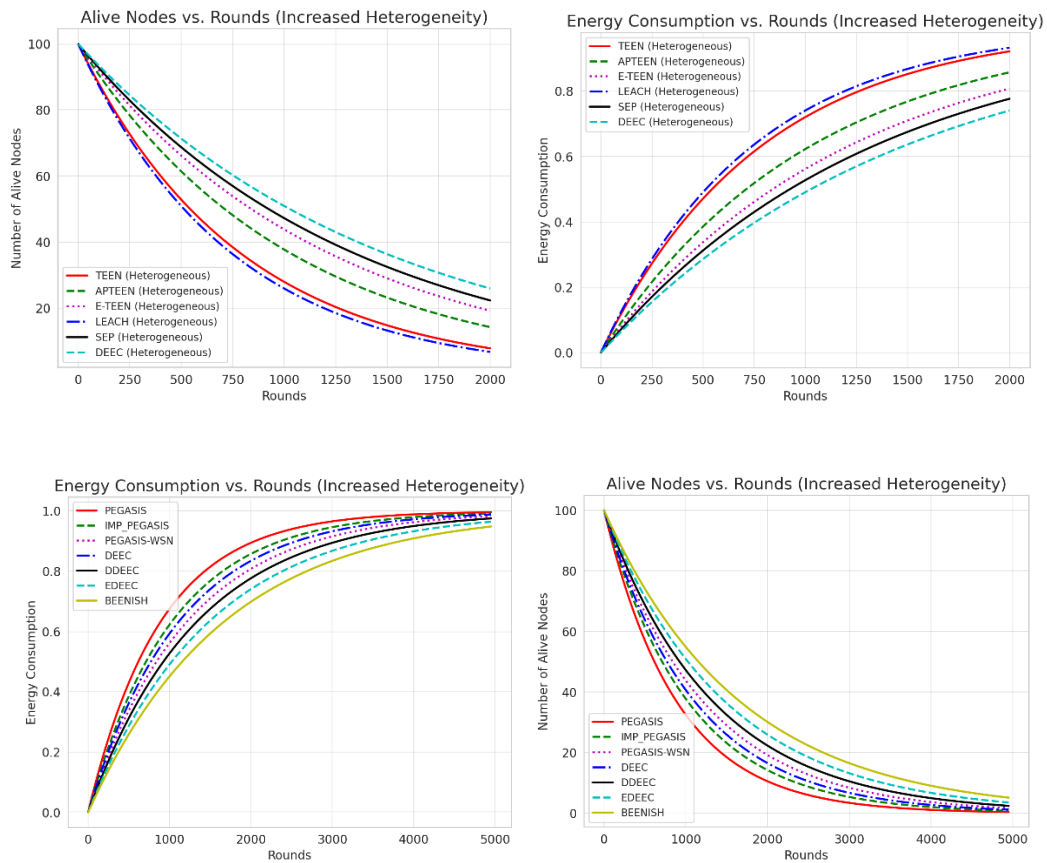 Alive Nodes vs. Rounds (Increased Heterogeneity)
100
80
60
40
20
Number of Alive Nodes
TEEN (Heterogeneous)
APTEEN (Heterogeneous)
E-TEEN (Heterogeneous)
LEACH (Heterogeneous)
SEP (Heterogeneous)
DEEC (Heterogeneous)
0 250 500 750 1000 1250 1500 1750 2000
Rounds
Energy Consumption vs. Rounds (Increased Heterogeneity)
TEEN (Heterogeneous)
APTEEN (Heterogeneous)
E-TEEN (Heterogeneous)
LEACH (Heterogeneous)
SEP (Heterogeneous)
DEEC (Heterogeneous)
0.8
0.6
0.4
0.2
0.0
Energy Consumption
0 250 500 750 1000 1250 1500 1750 2000
Rounds
Energy Consumption vs. Rounds (Increased Heterogeneity)
1.0
0.8
0.6
0.4
0.2
0.0
Energy Consumption
PEGASIS
IMP_PEGASIS
PEGASIS-WSN
DEEC
DDEEC
EDEEC
BEENISH
0 1000 2000 3000 4000 5000
Rounds
Alive Nodes vs. Rounds (Increased Heterogeneity)
100
80
60
40
20
0
Number of Alive Nodes
PEGASIS
IMP_PEGASIS
PEGASIS-WSN
DEEC
DDEEC
EDEEC
BEENISH
0 1000 2000 3000 4000 5000
Rounds